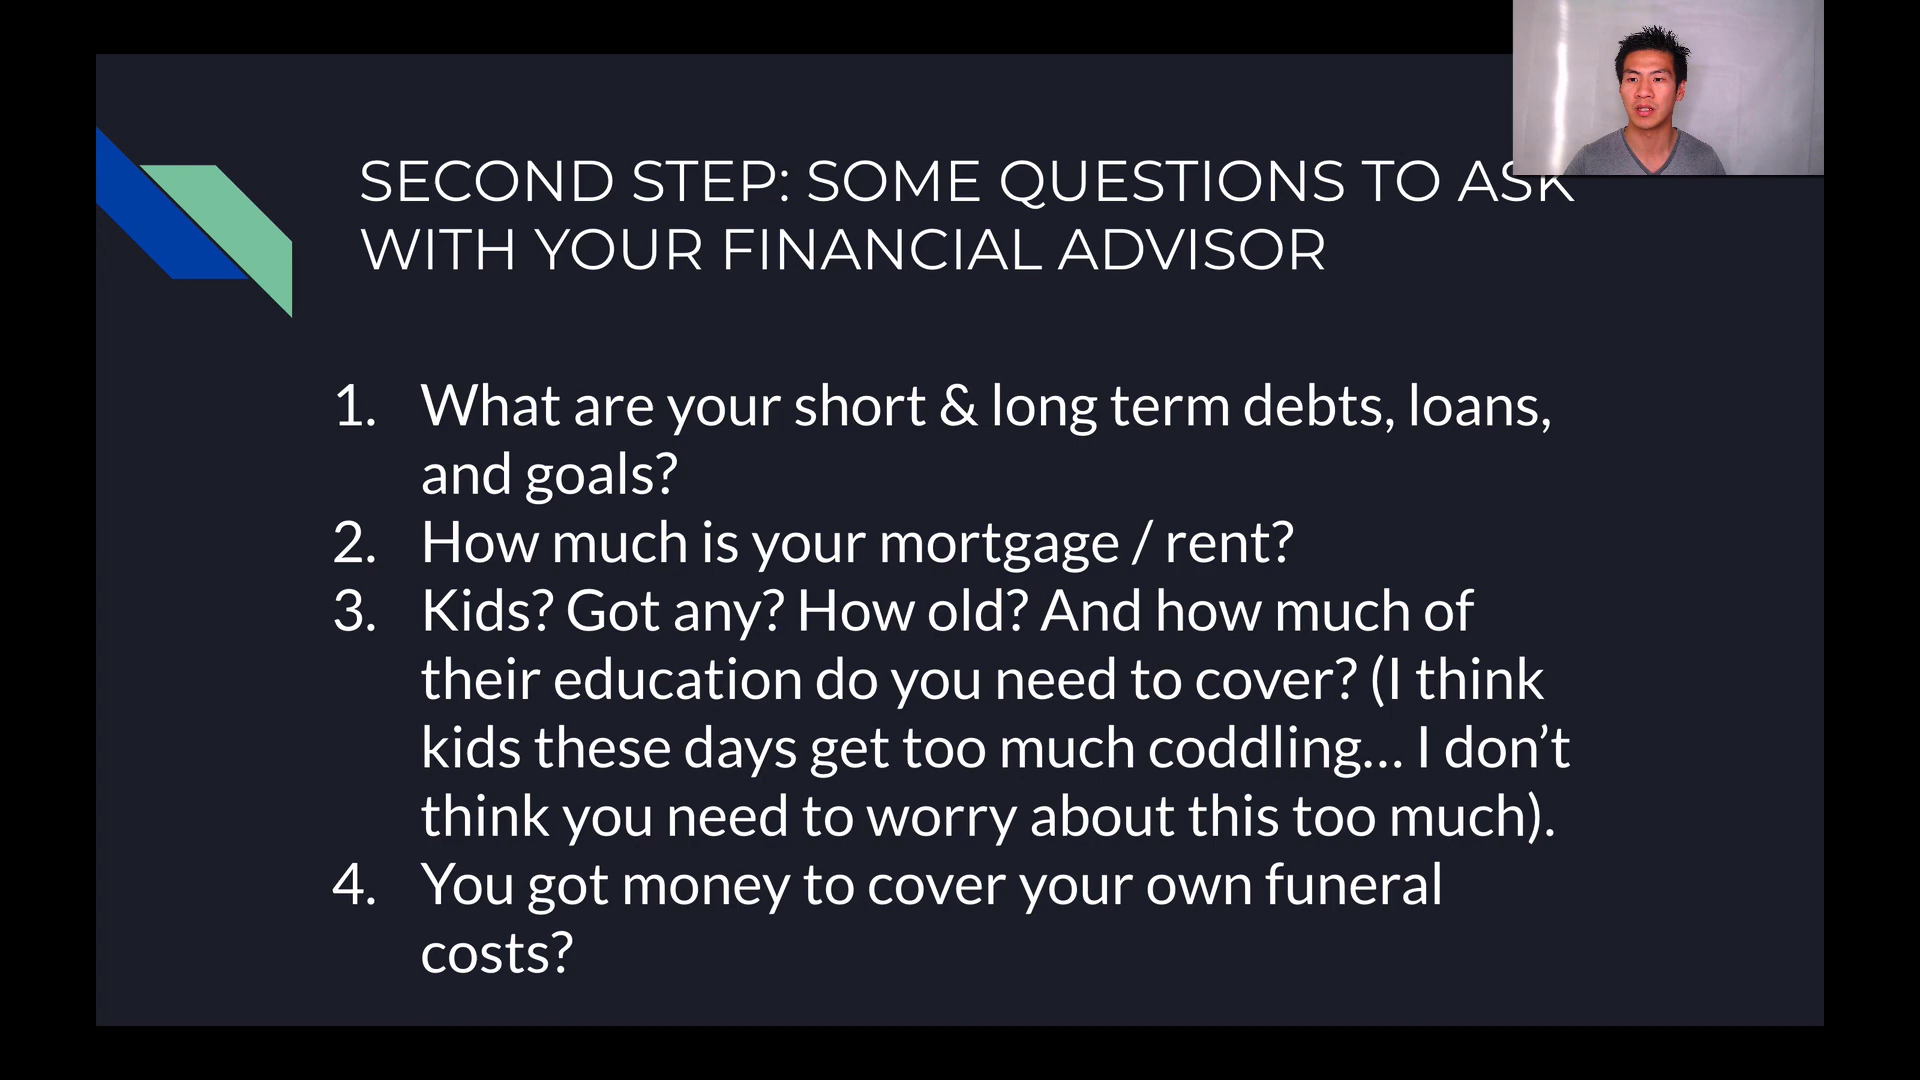 SECOND STEP: SOME QUESTIONS TO ASK
WITH YOUR FINANCIAL ADVISOR
1. What are your short & long term debts, loans,
and goals?
2. How much is your mortgage / rent?
3. Kids? Got any? How old? And how much of
their education do you need to cover? (I think
kids these days get too much coddling... I don’t
think you need to worry about this too much).
4. You got money to cover your own funeral
costs?